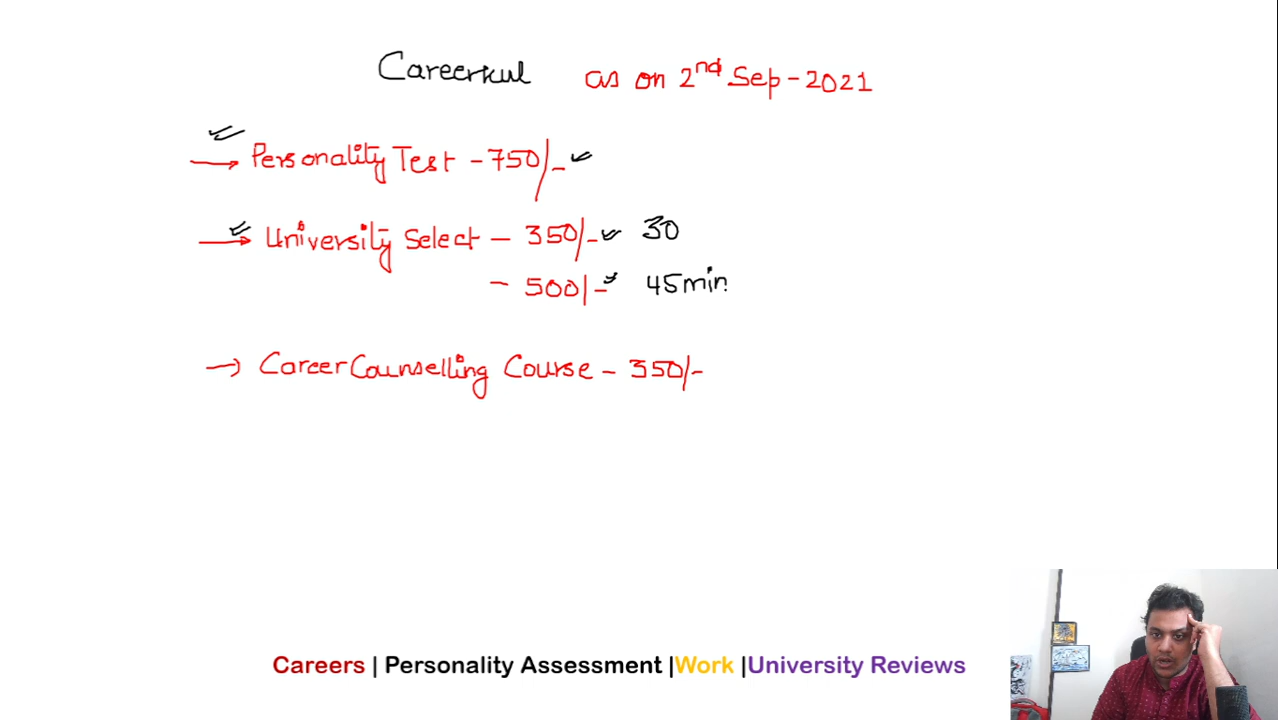 Careerkul as on 2nd Sep-2021
→ Personality Test - 750/-
→ University Select - 350/- 30
- 500/- 45min
→ Career Counselling Course - 350/-
Careers | Personality Assessment |Work |University Reviews